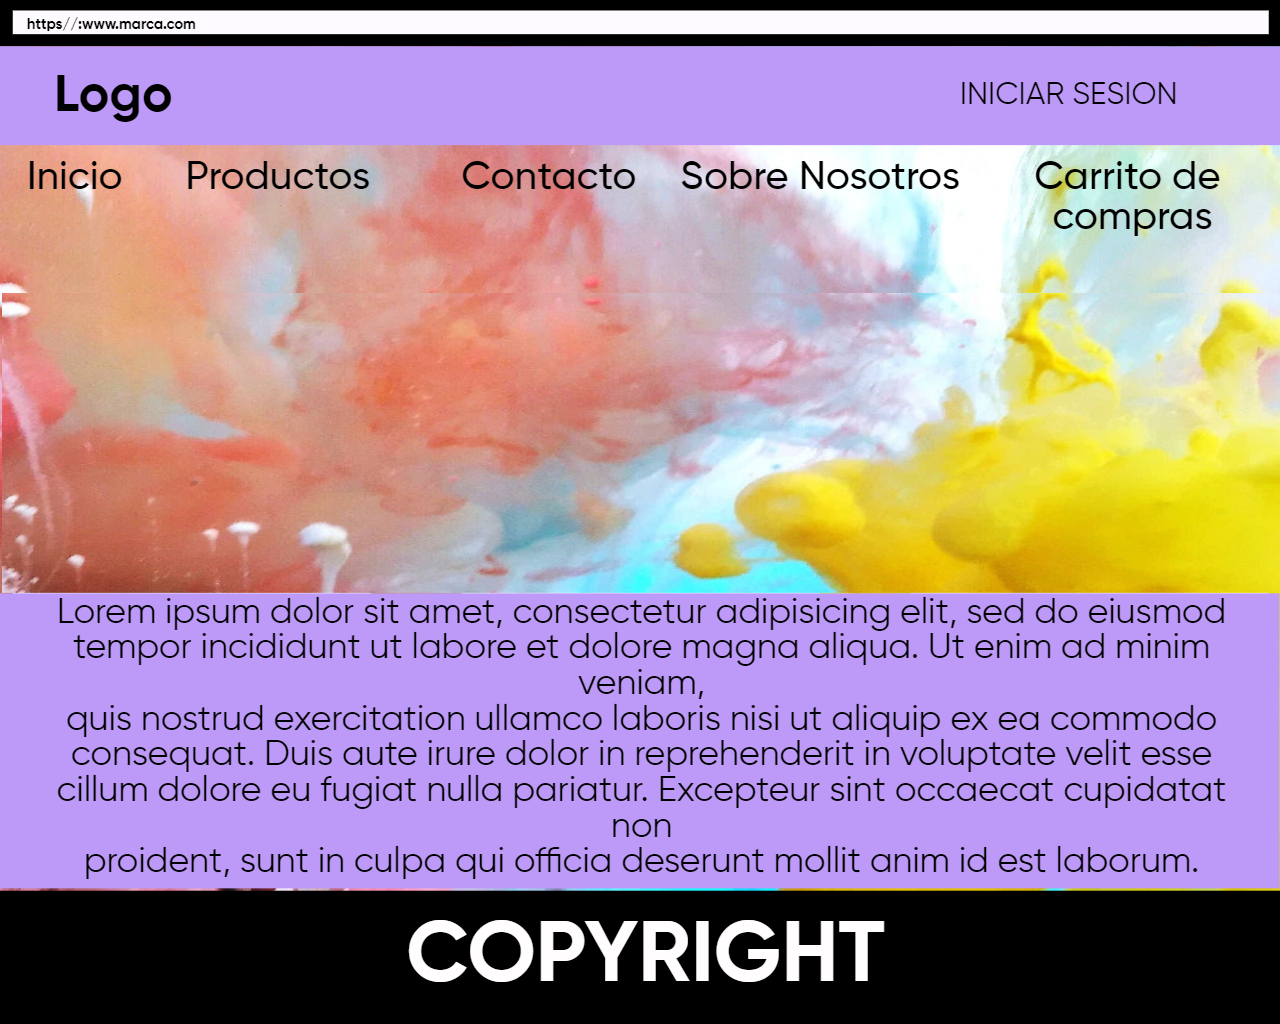 https//:www.marca.com
Logo
INICIAR SESION
Inicio
Productos
Contacto
Sobre Nosotros
Carrito de
compras
Lorem ipsum dolor sit amet, consectetur adipisicing elit, sed do eiusmod
tempor incididunt ut labore et dolore magna aliqua. Ut enim ad minim
veniam,
quis nostrud exercitation ullamco laboris nisi ut aliquip ex ea commodo
consequat. Duis aute irure dolor in reprehenderit in voluptate velit esse
cillum dolore eu fugiat nulla pariatur. Excepteur sint occaecat cupidatat
non
proident, sunt in culpa qui officia deserunt mollit anim id est laborum.
COPYRIGHT